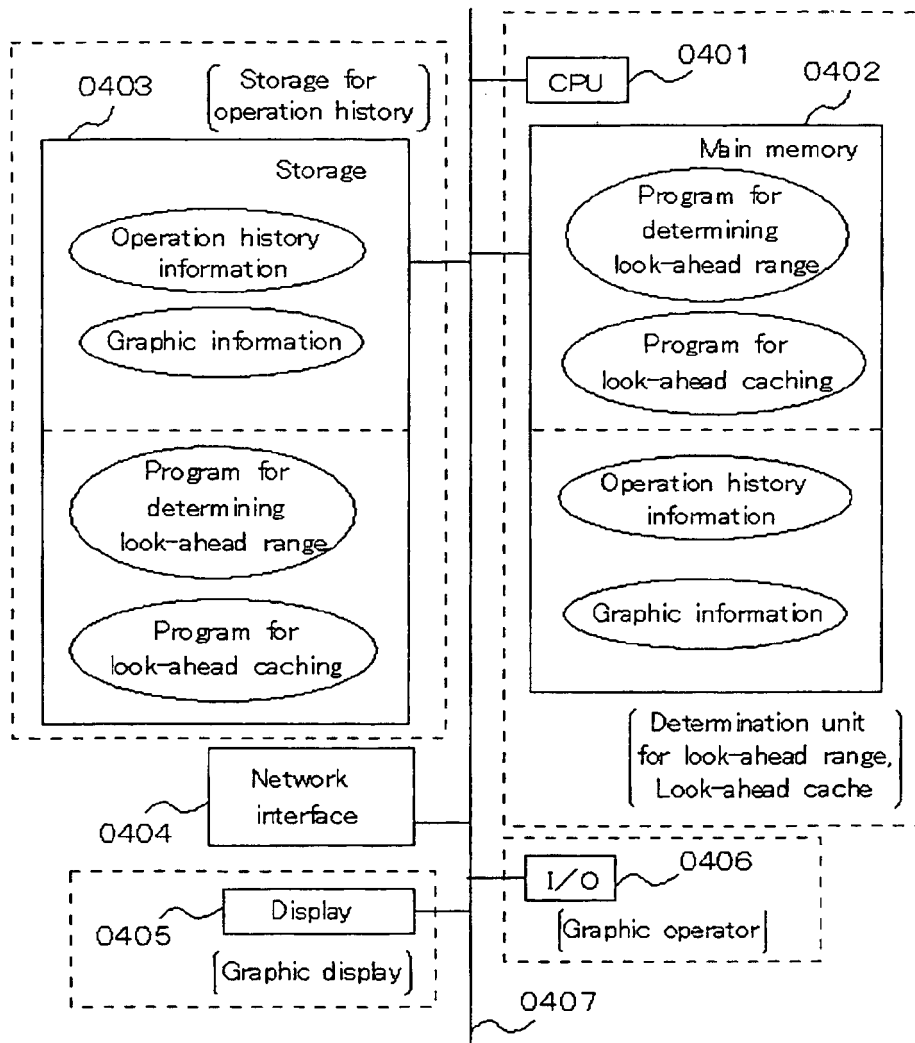 0403
Storage for
operation history
Storage
Operation history
information
Graphic information
Program for
determining
look-ahead range
Program for
look-ahead caching
0401
CPU
0402
Main memory
Program for
determining
look-ahead range
Program for
look-ahead caching
Operation history
information
Graphic information
Determination unit
for look-ahead range,
Look-ahead cache
Network
interface
0404
0406
I/O
Graphic operator
Display
0405
Graphic display
0407